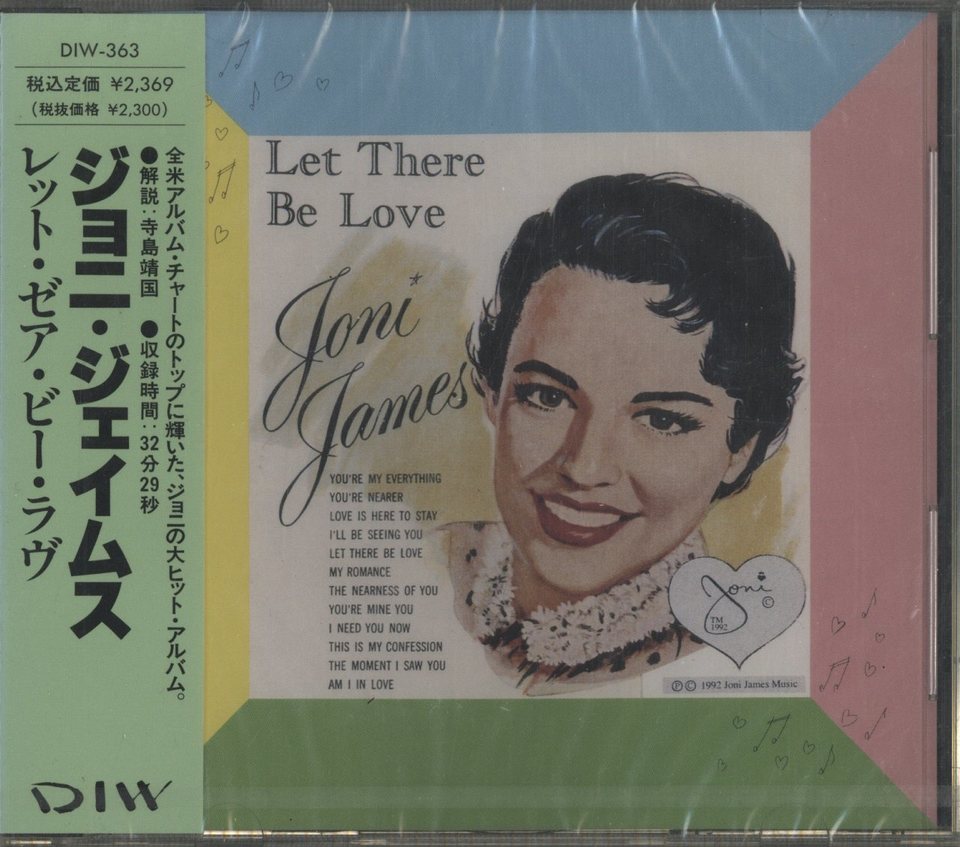 DIW-363
税込定価 ¥2,369
(税抜価格 ¥2,300)
全米アルバム・チャートのトップに輝いた、ジョニの大ヒット・アルバム。
●解説:寺島靖国 ●収録時間:32分29秒
ジョニ・ジェイムス
レット・ゼア・ビー・ラヴ
DIW
Let There
Be Love
Joni
James
YOU'RE MY EVERYTHING
YOU'RE NEARER
LOVE IS HERE TO STAY
I'LL BE SEEING YOU
LET THERE BE LOVE
MY ROMANCE
THE NEARNESS OF YOU
YOU'RE MINE YOU
I NEED YOU NOW
THIS IS MY CONFESSION
THE MOMENT I SAW YOU
AM I IN LOVE
Joni
©
TM
1992
℗ © 1992 Joni James Music